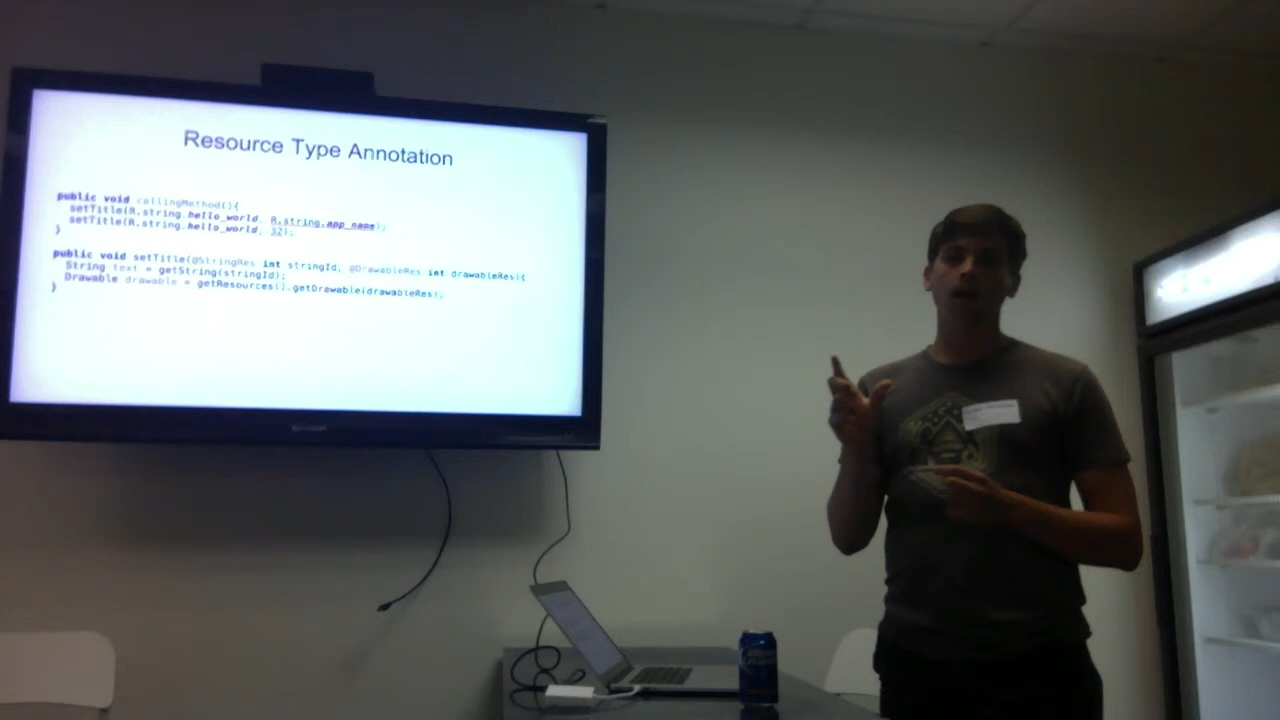 Resource Type Annotation
public void callingMethod(){
setTitle(R.string.hello_world, R.string.app_name);
setTitle(R.string.hello_world, 32);
}
public void setTitle(@StringRes int stringId, @DrawableRes int drawableRes){
String text = getString(stringId);
Drawable drawable = getResources().getDrawable(drawableRes);
}